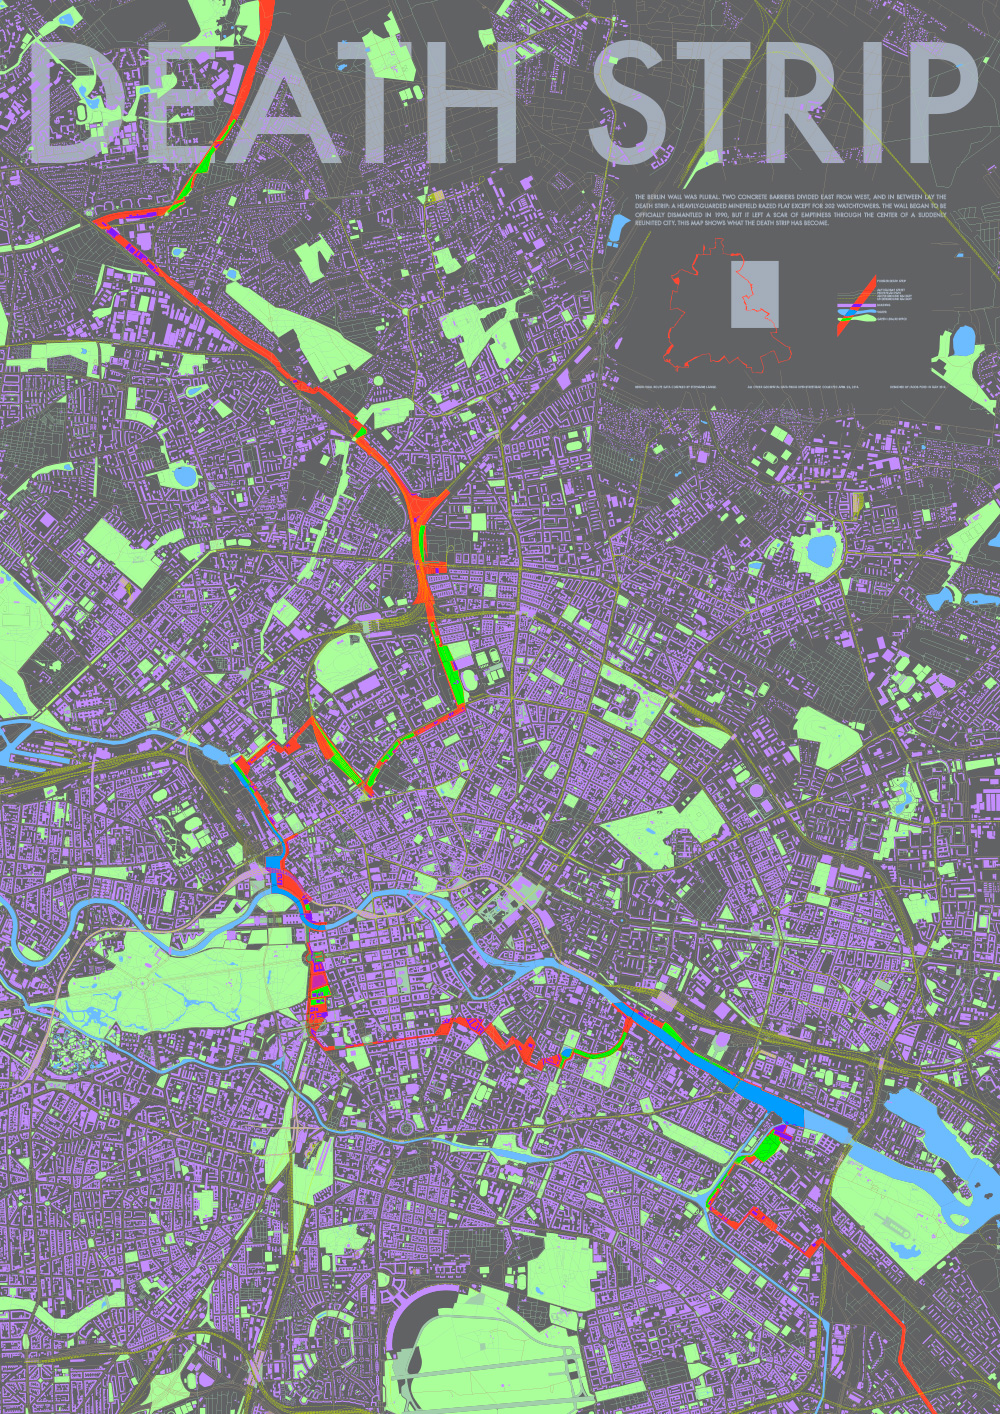 DEATH STRIP
THE BERLIN WALL WAS PLURAL. TWO CONCRETE BARRIERS DIVIDED EAST FROM WEST, AND IN BETWEEN LAY THE
DEATH STRIP: A HEAVILY-GUARDED MINEFIELD RAZED FLAT EXCEPT FOR 302 WATCHTOWERS. THE WALL BEGAN TO BE
OFFICIALLY DISMANTLED IN 1990, BUT IT LEFT A SCAR OF EMPTINESS THROUGH THE CENTER OF A SUDDENLY
REUNITED CITY. THIS MAP SHOWS WHAT THE DEATH STRIP HAS BECOME.